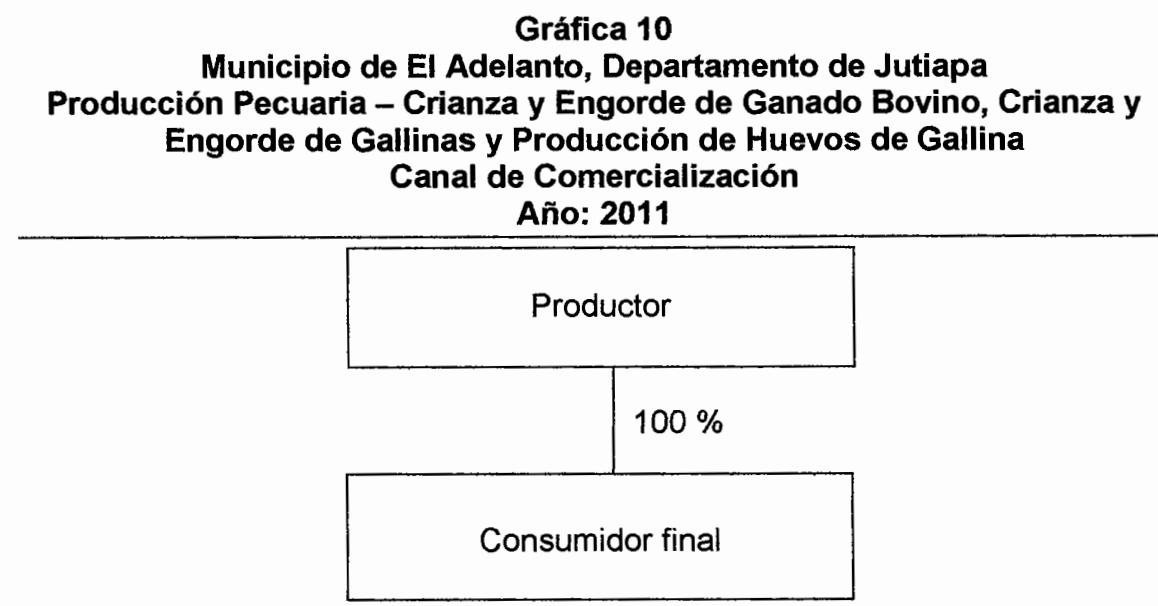 Gráfica 10
Municipio de El Adelanto, Departamento de Jutiapa
Producción Pecuaria – Crianza y Engorde de Ganado Bovino, Crianza y
Engorde de Gallinas y Producción de Huevos de Gallina
Canal de Comercialización
Año: 2011
Productor
100 %
Consumidor final